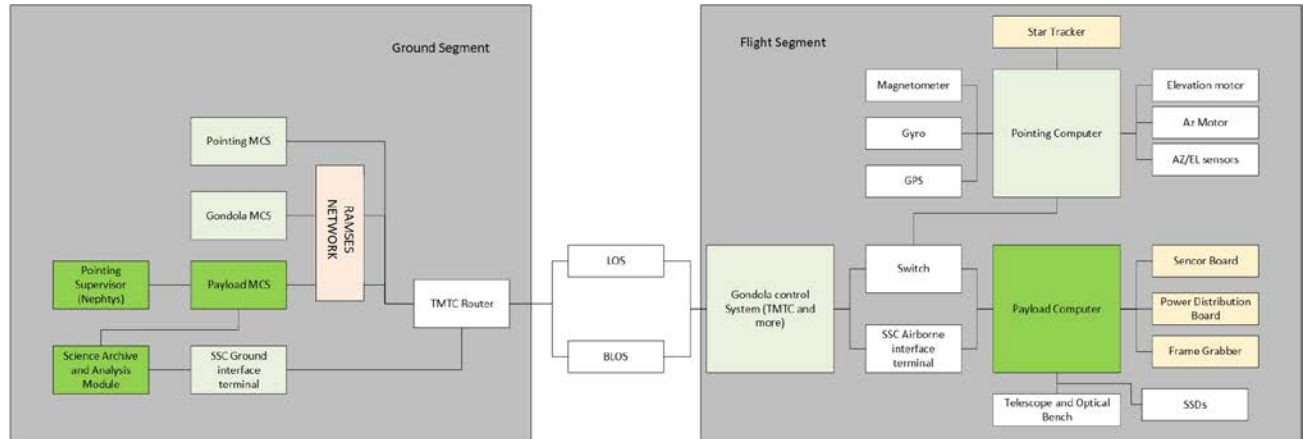 Ground Segment
Pointing MCS
Gondola MCS
RAMSES
NETWORK
Pointing
Supervisor
(Nephtys)
Payload MCS
TMTC Router
Science Archive
and Analysis
Module
SSC Ground
interface
terminal
LOS
BLOS
Flight Segment
Star Tracker
Magnetometer
Gyro
GPS
Pointing Computer
Elevation motor
Az Motor
AZ/EL sensors
Gondola control
System (TMTC and
more)
Switch
SSC Airborne
interface
terminal
Payload Computer
Sencor Board
Power Distribution
Board
Frame Grabber
Telescope and Optical
Bench
SSDs